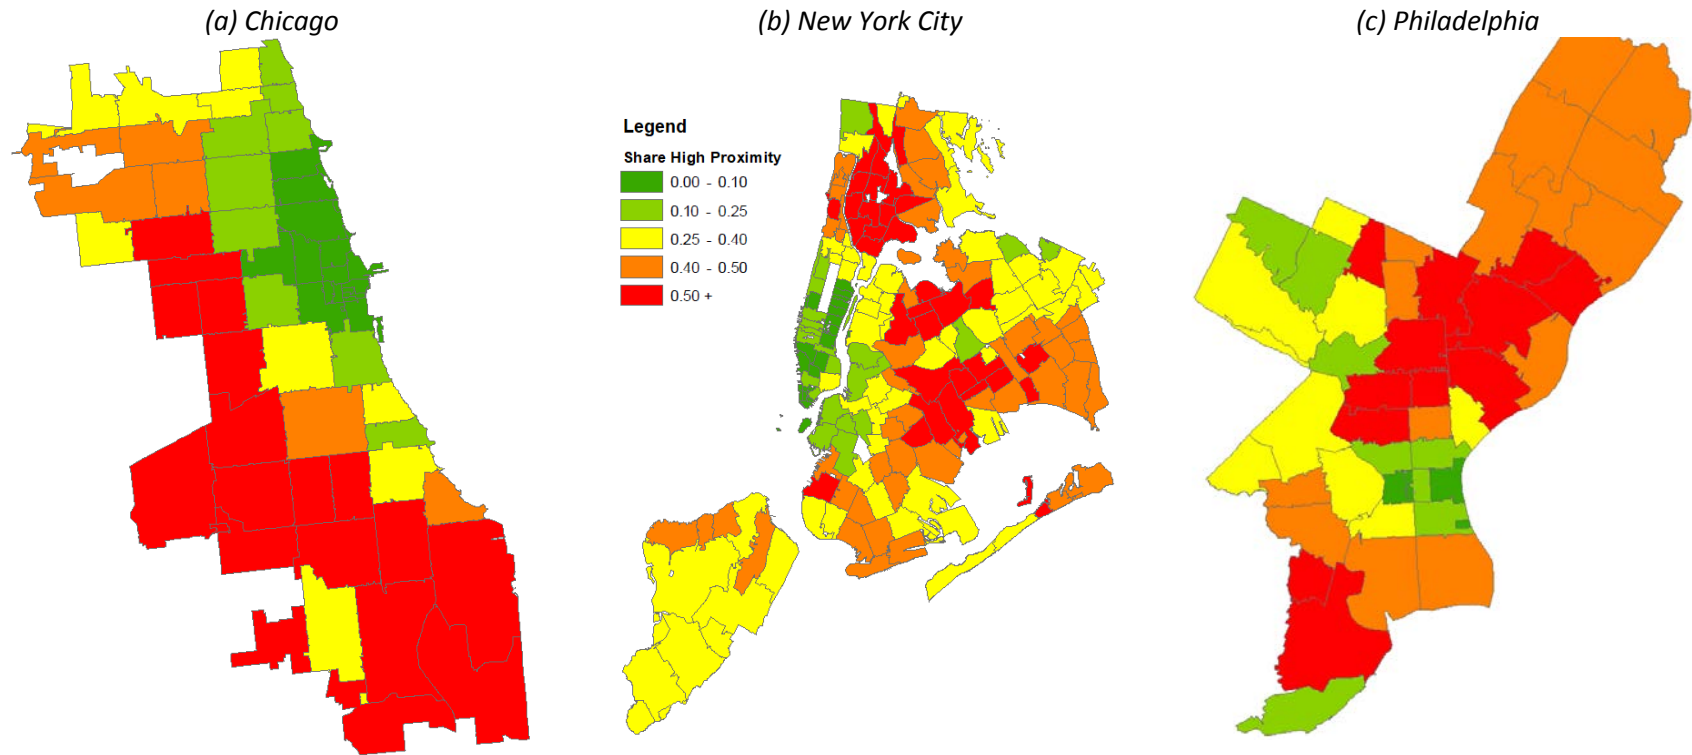 (a) Chicago
(b) New York City
(c) Philadelphia
Legend
Share High Proximity
0.00 - 0.10
0.10 - 0.25
0.25 - 0.40
0.40 - 0.50
0.50 +